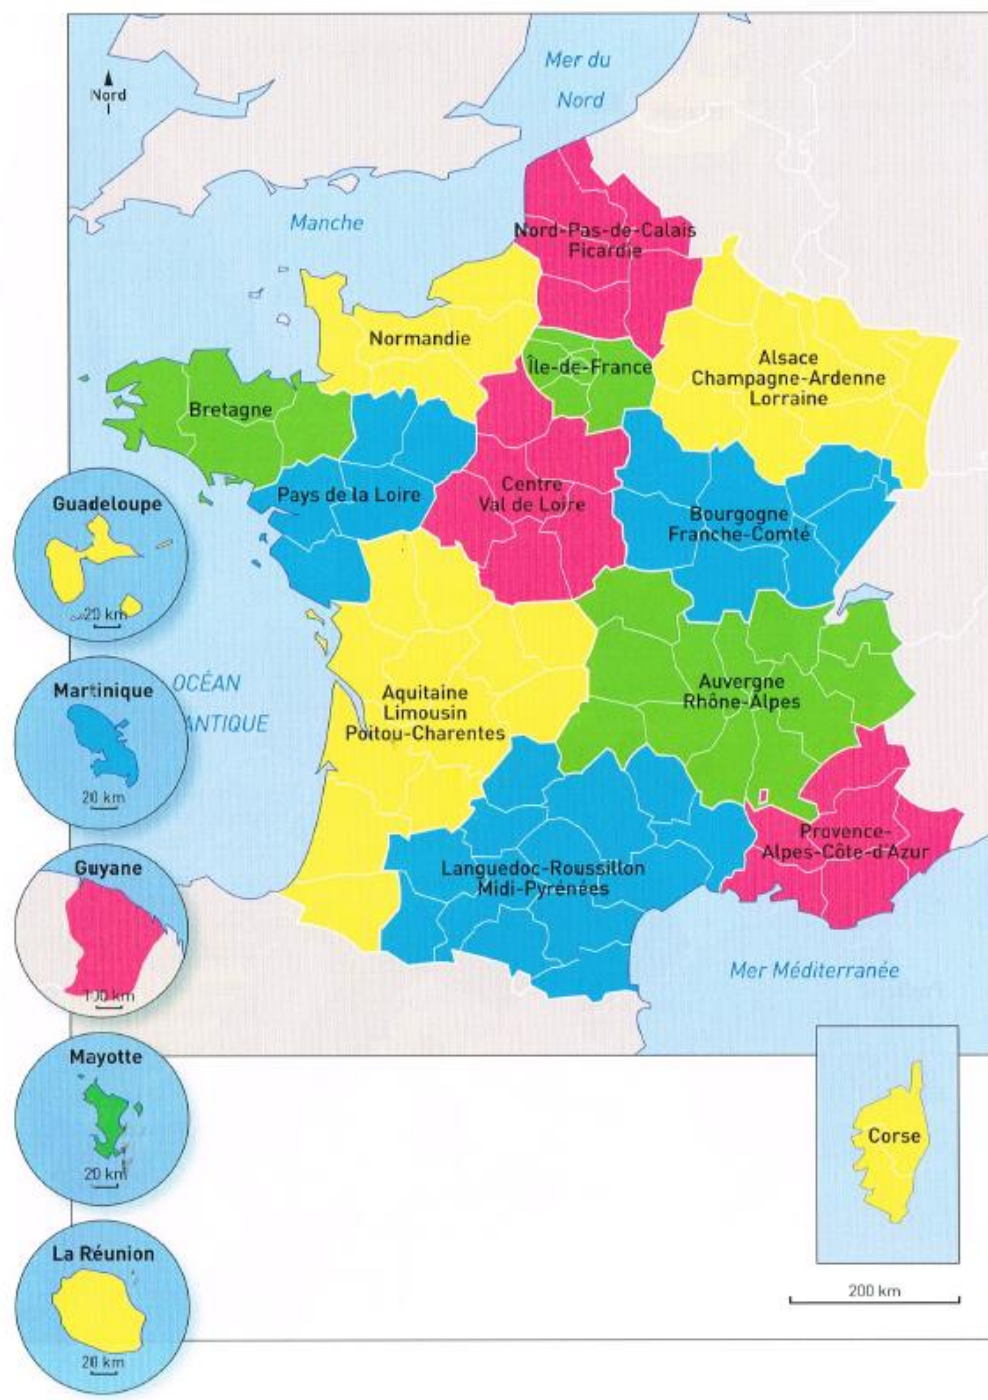 Mer du
Nord
Nord
Manche
Nord-Pas-de-Calais
Picardie
Normandie
Île-de-France
Alsace
Champagne-Ardenne
Lorraine
Bretagne
Pays de la Loire
Centre
Val de Loire
Bourgogne
Franche-Comté
Guadeloupe
20 km
OCÉAN
ANTIQUE
Martinique
20 km
Aquitaine
Limousin
Poitou-Charentes
Auvergne
Rhône-Alpes
Provence-
Alpes-Côte-d'Azur
Languedoc-Roussillon
Midi-Pyrénées
Guyane
100 km
Mer Méditerranée
Mayotte
20 km
Corse
La Réunion
20 km
200 km